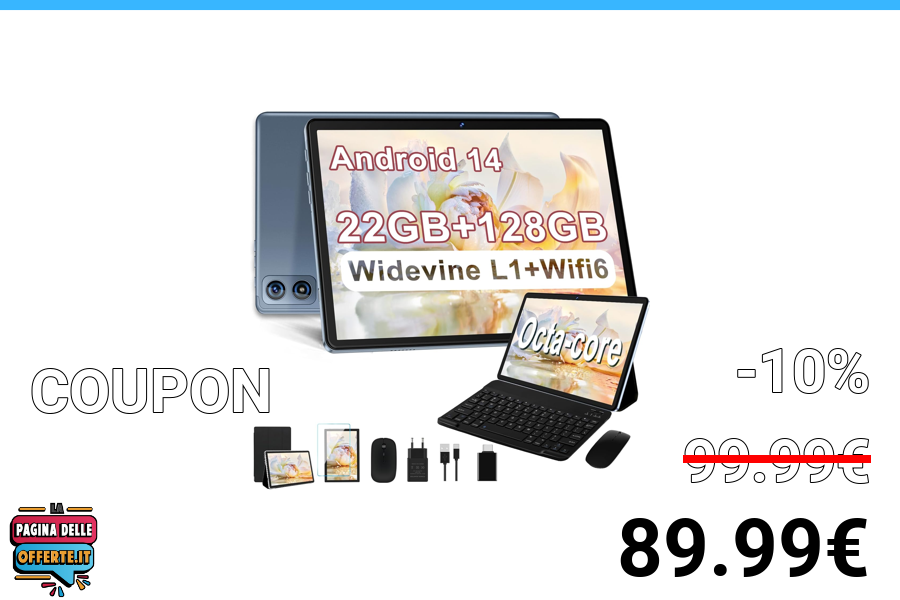 Android 14
22GB+128GB
Widevine L1+Wifi6
Octa-core
COUPON
-10%
99.99€
89.99€
LA
PAGINA DELLE
OFFERTE.IT